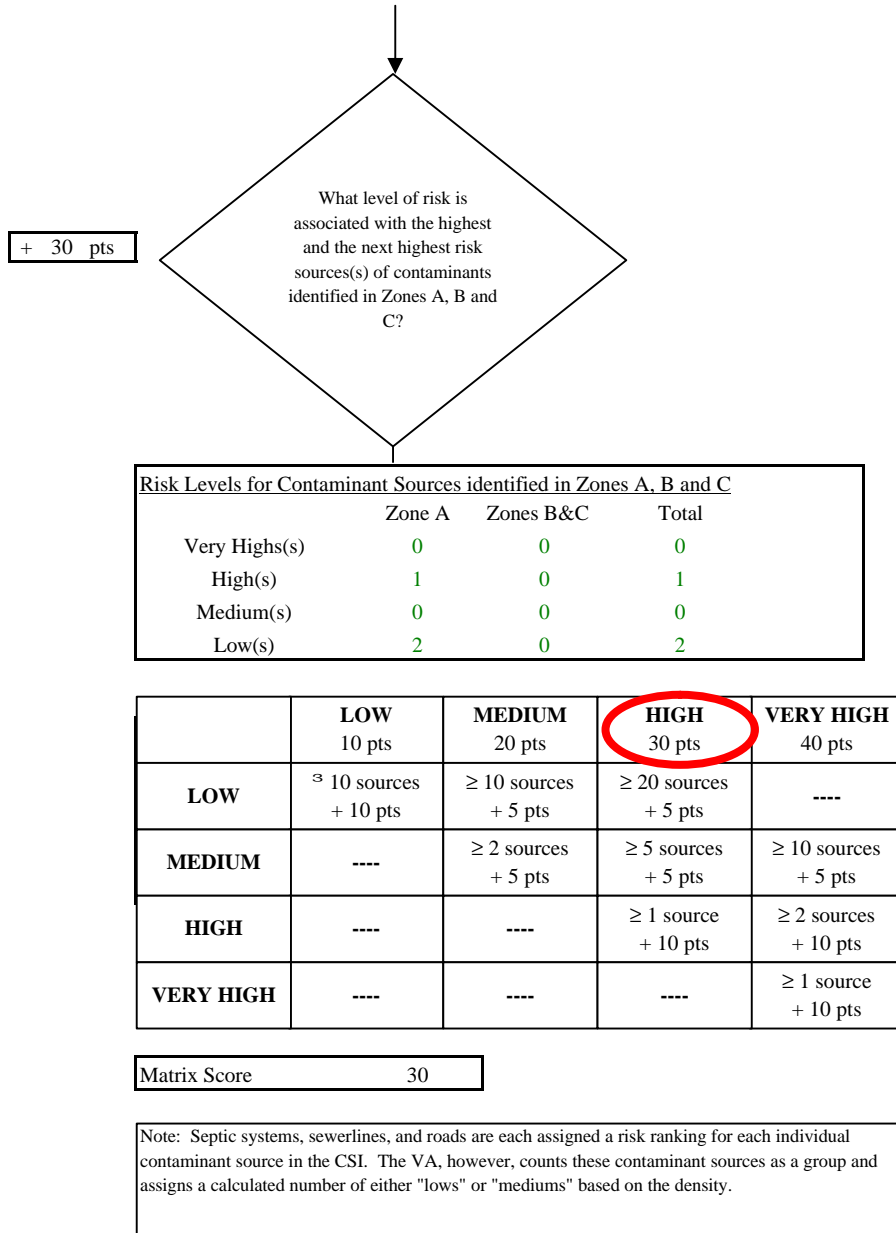 What level of risk is
associated with the highest
and the next highest risk
sources(s) of contaminants
identified in Zones A, B and
C?
+ 30 pts
Risk Levels for Contaminant Sources identified in Zones A, B and C
Zone A Zones B&C Total
Very Highs(s) 0 0 0
High(s) 1 0 1
Medium(s) 0 0 0
Low(s) 2 0 2
LOW MEDIUM HIGH VERY HIGH
10 pts 20 pts 30 pts 40 pts
LOW ³ 10 sources ≥ 10 sources ≥ 20 sources ----
+ 10 pts + 5 pts + 5 pts
MEDIUM ---- ≥ 2 sources ≥ 5 sources ≥ 10 sources
+ 5 pts + 5 pts + 5 pts
HIGH ---- ---- ≥ 1 source ≥ 2 sources
+ 10 pts + 10 pts
VERY HIGH ---- ---- ---- ≥ 1 source
+ 10 pts
Matrix Score 30
Note: Septic systems, sewerlines, and roads are each assigned a risk ranking for each individual
contaminant source in the CSI. The VA, however, counts these contaminant sources as a group and
assigns a calculated number of either "lows" or "mediums" based on the density.